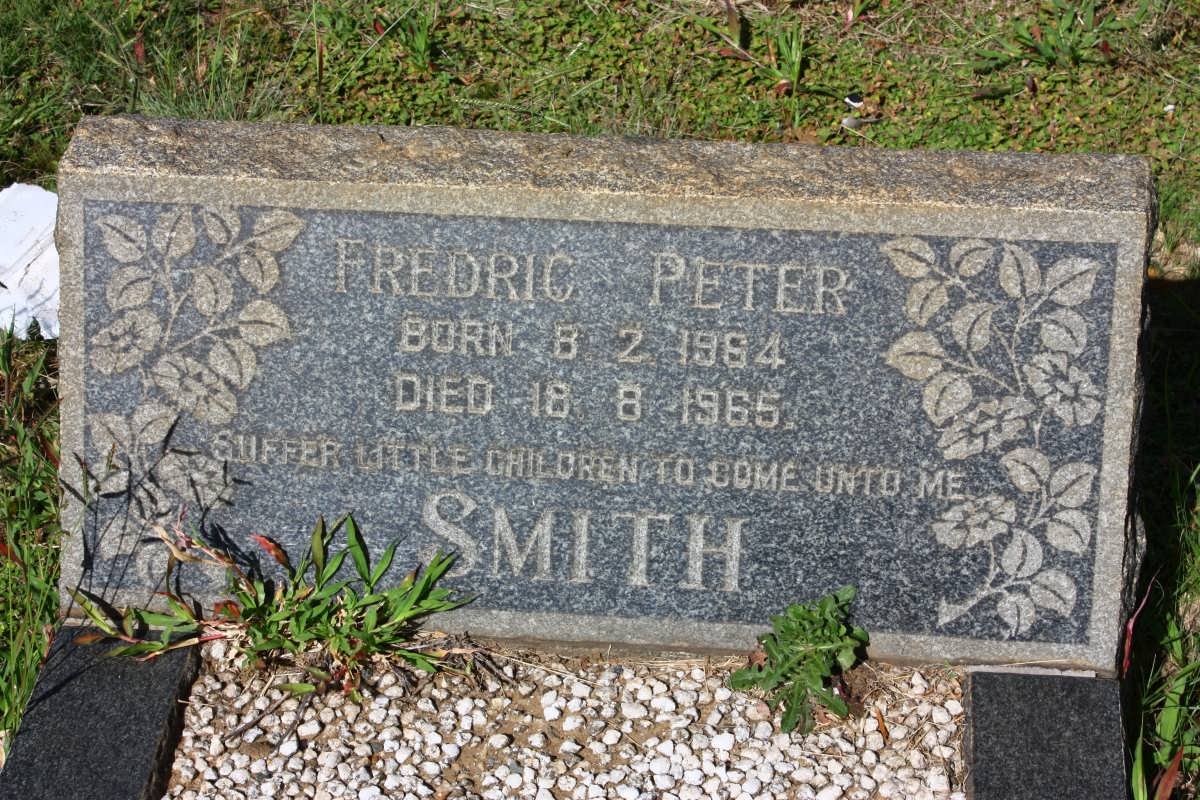 FREDRIC PETER
BORN 8. 2. 1964
DIED 18. 8. 1965.
SUFFER LITTLE CHILDREN TO COME UNTO ME
SMITH